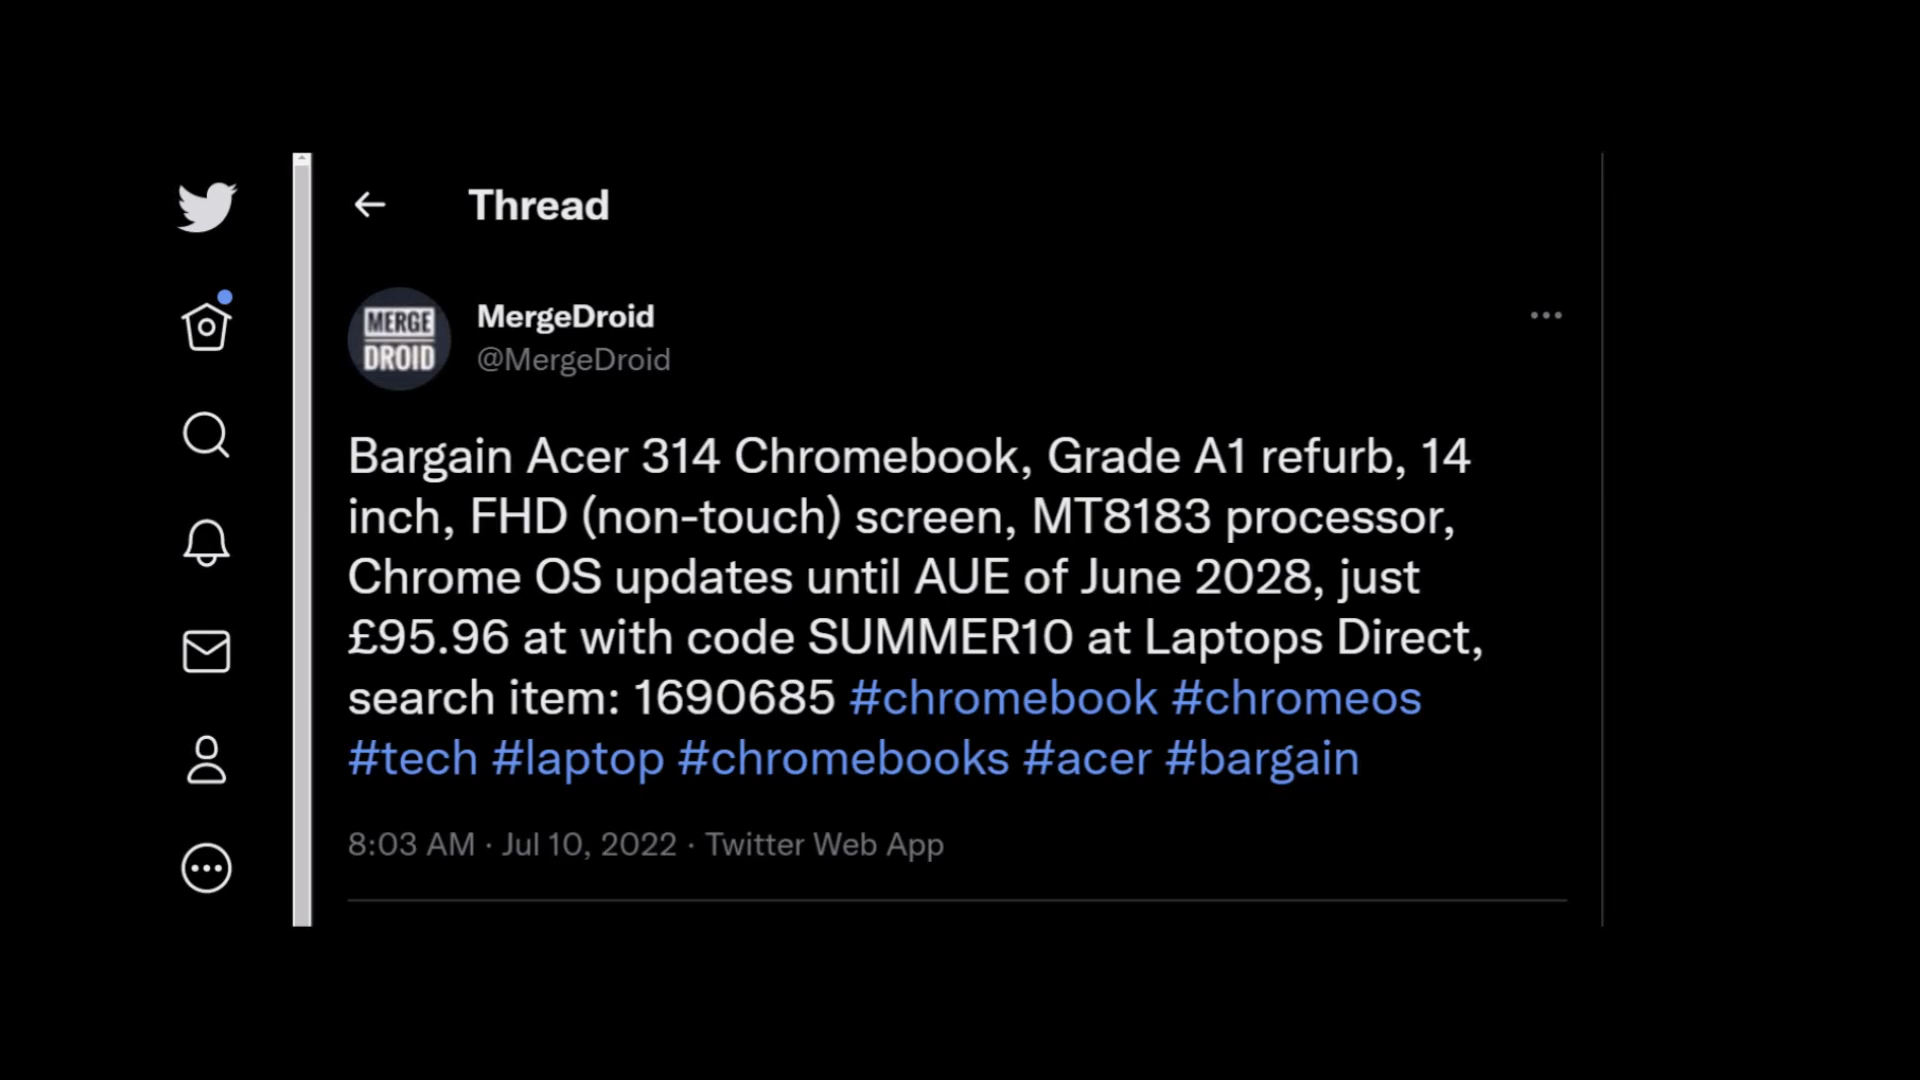 Thread
MERGE
DROID
MergeDroid
@MergeDroid
Bargain Acer 314 Chromebook, Grade A1 refurb, 14
inch, FHD (non-touch) screen, MT8183 processor,
Chrome OS updates until AUE of June 2028, just
£95.96 at with code SUMMER10 at Laptops Direct,
search item: 1690685 #chromebook #chromeos
#tech #laptop #chromebooks #acer #bargain
8:03 AM · Jul 10, 2022 · Twitter Web App